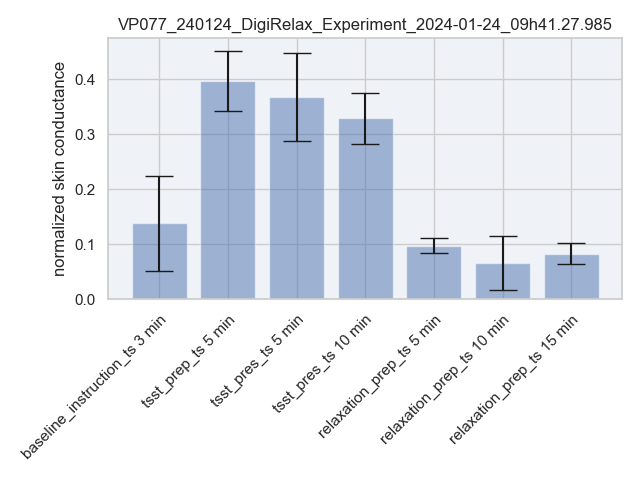 VP077_240124_DigiRelax_Experiment_2024-01-24_09h41.27.985
normalized skin conductance
0.4
0.3
0.2
0.1
0.0
baseline_instruction_ts 3 min
tsst_prep_ts 5 min
tsst_pres_ts 5 min
tsst_pres_ts 10 min
relaxation_prep_ts 5 min
relaxation_prep_ts 10 min
relaxation_prep_ts 15 min